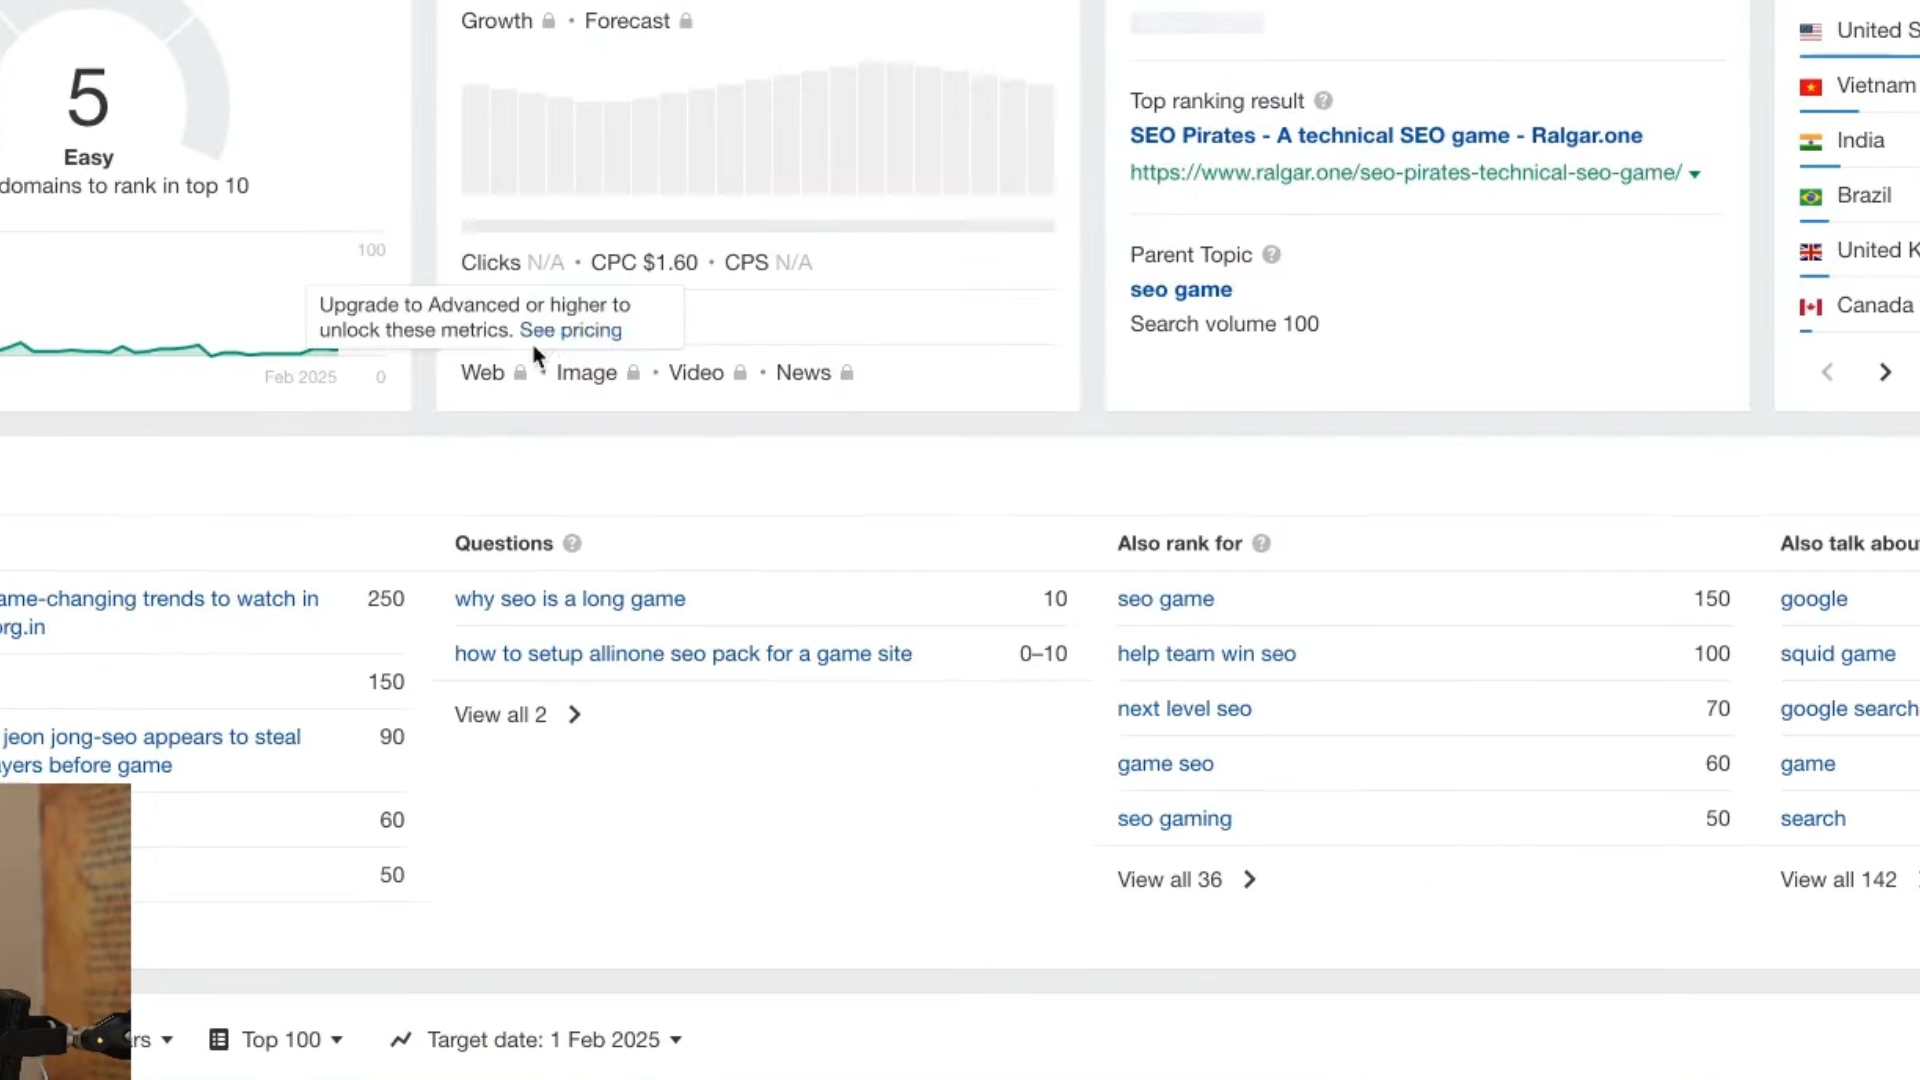 5
Easy
domains to rank in top 10
100
Feb 2025 0
Growth • Forecast
Clicks N/A • CPC $1.60 • CPS N/A
Upgrade to Advanced or higher to
unlock these metrics. See pricing
Web • Image • Video • News
Top ranking result
SEO Pirates - A technical SEO game - Ralgar.one
https://www.ralgar.one/seo-pirates-technical-seo-game/
Parent Topic
seo game
Search volume 100
United S
Vietnam
India
Brazil
United K
Canada
ame-changing trends to watch in 250
org.in
150
jeon jong-seo appears to steal 90
ayers before game
60
50
Questions
why seo is a long game 10
how to setup allinone seo pack for a game site 0–10
View all 2
Also rank for
seo game 150
help team win seo 100
next level seo 70
game seo 60
seo gaming 50
View all 36
Also talk abou
google
squid game
google search
game
search
View all 142
rs Top 100 Target date: 1 Feb 2025